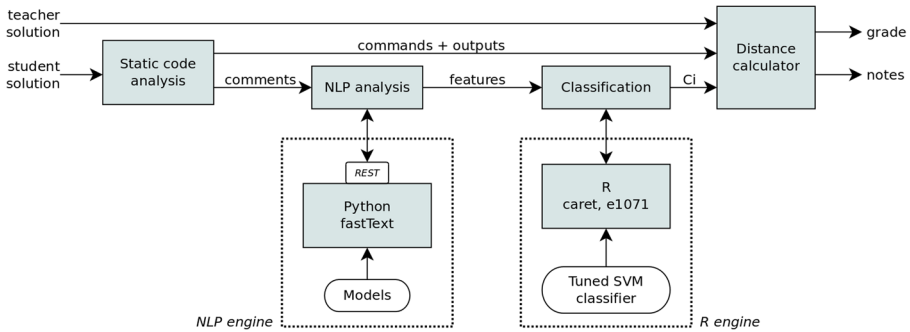 teacher
solution
student
solution
Static code
analysis
commands + outputs
comments
NLP analysis
features
Classification
Ci
Distance
calculator
grade
notes
REST
Python
fastText
Models
NLP engine
R
caret, e1071
Tuned SVM
classifier
R engine